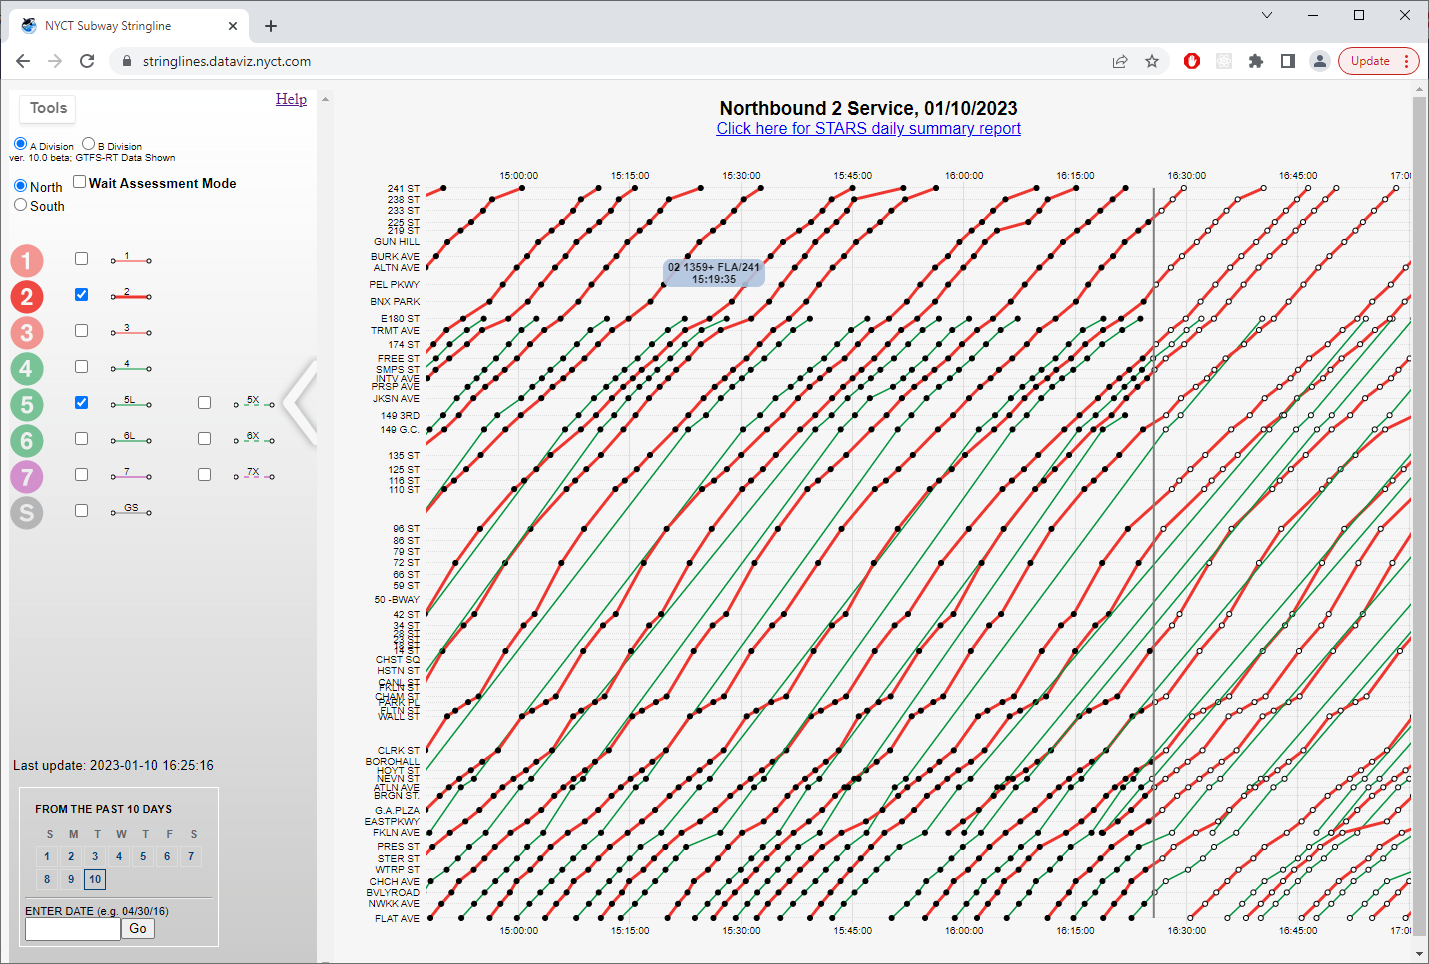 NYCT Subway Stringline
stringlines.dataviz.nyct.com
Update
Tools
Help
A Division B Division
ver. 10.0 beta; GTFS-RT Data Shown
North Wait Assessment Mode
South
1 1
2 2
3 3
4 4
5 5L 5X
6 6L 6X
7 7 7X
S GS
Last update: 2023-01-10 16:25:16
FROM THE PAST 10 DAYS
S M T W T F S
1 2 3 4 5 6 7
8 9 10
ENTER DATE (e.g. 04/30/16)
Go
Northbound 2 Service, 01/10/2023
Click here for STARS daily summary report
15:00:00 15:15:00 15:30:00 15:45:00 16:00:00 16:15:00 16:30:00 16:45:00 17:0
241 ST
238 ST
233 ST
225 ST
219 ST
GUN HILL
BURK AVE
ALTN AVE
02 1359+ FLA/241
15:19:35
PEL PKWY
BNX PARK
E180 ST
TRMT AVE
174 ST
FREE ST
SMPS ST
INTV AVE
PRSP AVE
JKSN AVE
149 3RD
149 G.C.
135 ST
125 ST
116 ST
110 ST
96 ST
86 ST
79 ST
72 ST
66 ST
59 ST
50 -BWAY
42 ST
34 ST
28 ST
18 ST
14 ST
CHST SQ
HSTN ST
CANL ST
FKLN ST
CHAM ST
PARK PL
FLTN ST
WALL ST
CLRK ST
BOROHALL
HOYT ST
NEVN ST
ATLN AVE
BRGN ST.
G.A.PLZA
EASTPKWY
FKLN AVE
PRES ST
STER ST
WTRP ST
CHCH AVE
BVLYROAD
NWKK AVE
FLAT AVE
15:00:00 15:15:00 15:30:00 15:45:00 16:00:00 16:15:00 16:30:00 16:45:00 17:0